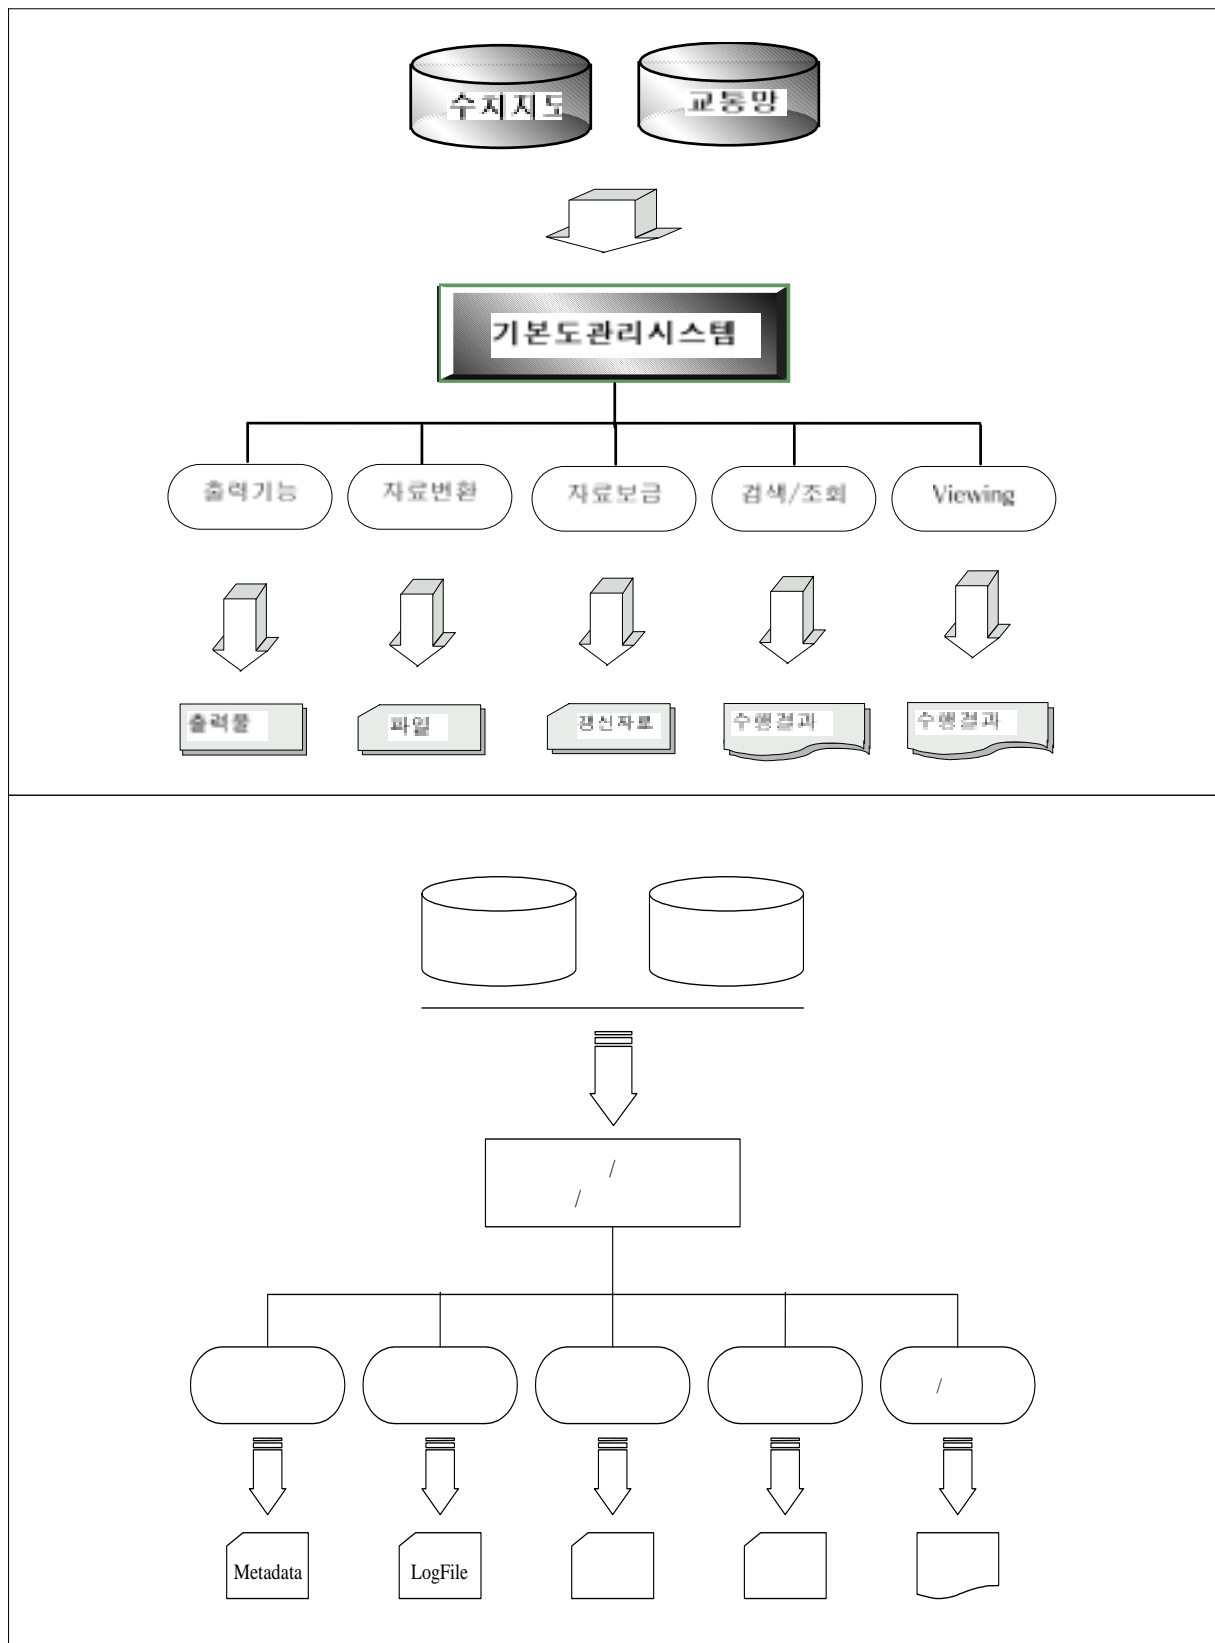 수치지도
교통망
기본도관리시스템
출력기능
자료변환
자료보급
검색/조회
Viewing
출력물
파일
갱신자료
수행결과
수행결과
/
/
/
Metadata
LogFile